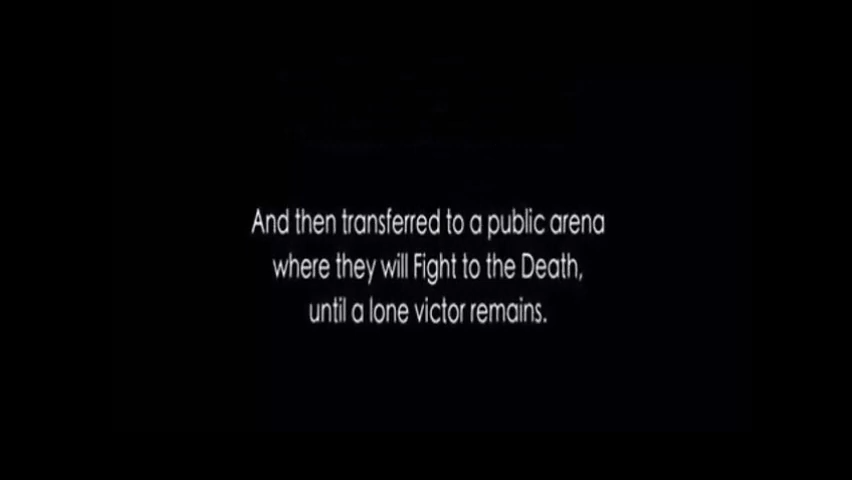 And then transferred to a public arena
where they will Fight to the Death,
until a lone victor remains.